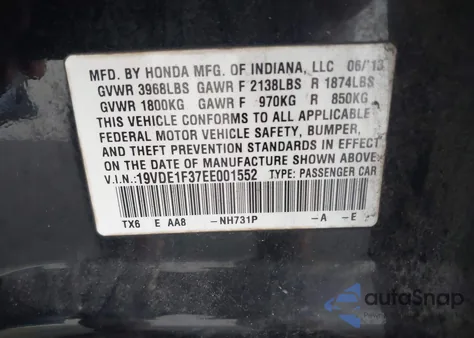 MFD. BY HONDA MFG. OF INDIANA, LLC 06/13
GVWR 3968LBS GAWR F 2138LBS R 1874LBS
GVWR 1800KG GAWR F 970KG R 850KG
THIS VEHICLE CONFORMS TO ALL APPLICABLE
FEDERAL MOTOR VEHICLE SAFETY, BUMPER,
AND THEFT PREVENTION STANDARDS IN EFFECT
ON THE DATE OF MANUFACTURE SHOWN ABOVE.
V.I.N.: 19VDE1F37EE001552 TYPE: PASSENGER CAR
TX6 E AA8 -NH731P -A -E
autoSnap